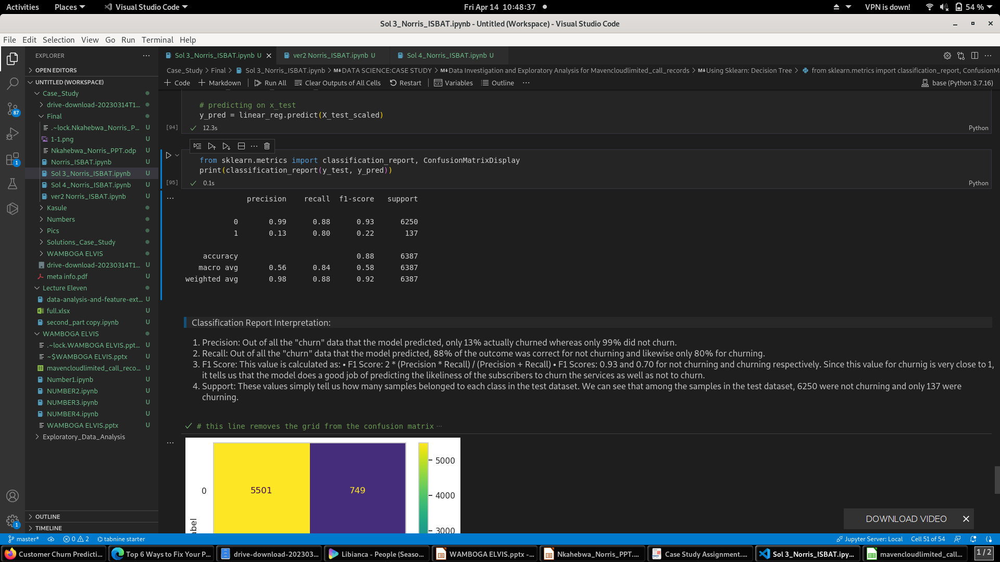 Activities Places Visual Studio Code Fri Apr 14 10:48:37 VPN is down! 54 %
Sol 3_Norris_ISBAT.ipynb - Untitled (Workspace) - Visual Studio Code
File Edit Selection View Go Run Terminal Help
EXPLORER
OPEN EDITORS
UNTITLED (WORKSPACE)
Case_Study
drive-download-20230314T1...
Final
.~lock.Nkahebwa_Norris_P... U
1-1.png U
Nkahebwa_Norris_PPT.odp U
Norris_ISBAT.ipynb U
Sol 3_Norris_ISBAT.ipynb U
Sol 4_Norris_ISBAT.ipynb U
ver2 Norris_ISBAT.ipynb U
Kasule
Numbers
Pics
Solutions_Case_Study
WAMBOGA ELVIS
drive-download-20230314T1... U
meta info.pdf U
Lecture Eleven
data-analysis-and-feature-ext... U
full.xlsx U
second_part copy.ipynb U
WAMBOGA ELVIS
.~lock.WAMBOGA ELVIS.ppt... U
~$WAMBOGA ELVIS.pptx U
mavencloudlimited_call_reco... U
Number1.ipynb U
NUMBER2.ipynb U
NUMBER3.ipynb U
NUMBER4.ipynb U
WAMBOGA ELVIS.pptx U
Exploratory_Data_Analysis
OUTLINE
TIMELINE
87
1
1
Sol 3_Norris_ISBAT.ipynb U ver2 Norris_ISBAT.ipynb U Sol 4_Norris_ISBAT.ipynb U
Case_Study > Final > Sol 3_Norris_ISBAT.ipynb > M↓DATA SCIENCE:CASE STUDY > M↓Data Investigation and Exploratory Analysis for Mavencloudlimited_call_records > M↓Using Sklearn: Decision Tree > from sklearn.metrics import classification_report, ConfusionMa
+ Code + Markdown Run All Clear Outputs of All Cells Restart Variables Outline ... base (Python 3.7.16)
# predicting on x_test
y_pred = linear_reg.predict(X_test_scaled)
[94] 12.3s Python
from sklearn.metrics import classification_report, ConfusionMatrixDisplay
print(classification_report(y_test, y_pred))
[95] 0.1s Python
precision recall f1-score support
0 0.99 0.88 0.93 6250
1 0.13 0.80 0.22 137
accuracy 0.88 6387
macro avg 0.56 0.84 0.58 6387
weighted avg 0.98 0.88 0.92 6387
Classification Report Interpretation:
1. Precision: Out of all the "churn" data that the model predicted, only 13% actually churned whereas only 99% did not churn.
2. Recall: Out of all the "churn" data that the model predicted, 88% of the outcome was correct for not churning and likewise only 80% for churning.
3. F1 Score: This value is calculated as: • F1 Score: 2 * (Precision * Recall) / (Precision + Recall) • F1 Scores: 0.93 and 0.70 for not churning and churning respectively. Since this value for churnig is very close to 1,
it tells us that the model does a good job of predicting the likeliness of the subscribers to churn the services as well as not to churn.
4. Support: These values simply tell us how many samples belonged to each class in the test dataset. We can see that among the samples in the test dataset, 6250 were not churning and only 137 were
churning.
# this line removes the grid from the confusion matrix ...
0 5501 749
5000
4000
3000
abel
DOWNLOAD VIDEO
master* 0 2 tabnine starter Jupyter Server: Local Cell 51 of 54
Customer Churn Predicti... Top 6 Ways to Fix Your P... drive-download-202303... Libianca - People (Seaso... WAMBOGA ELVIS.pptx -... Nkahebwa_Norris_PPT.... Case Study Assignment.... Sol 3_Norris_ISBAT.ipy... mavencloudlimited_call... 1 / 2